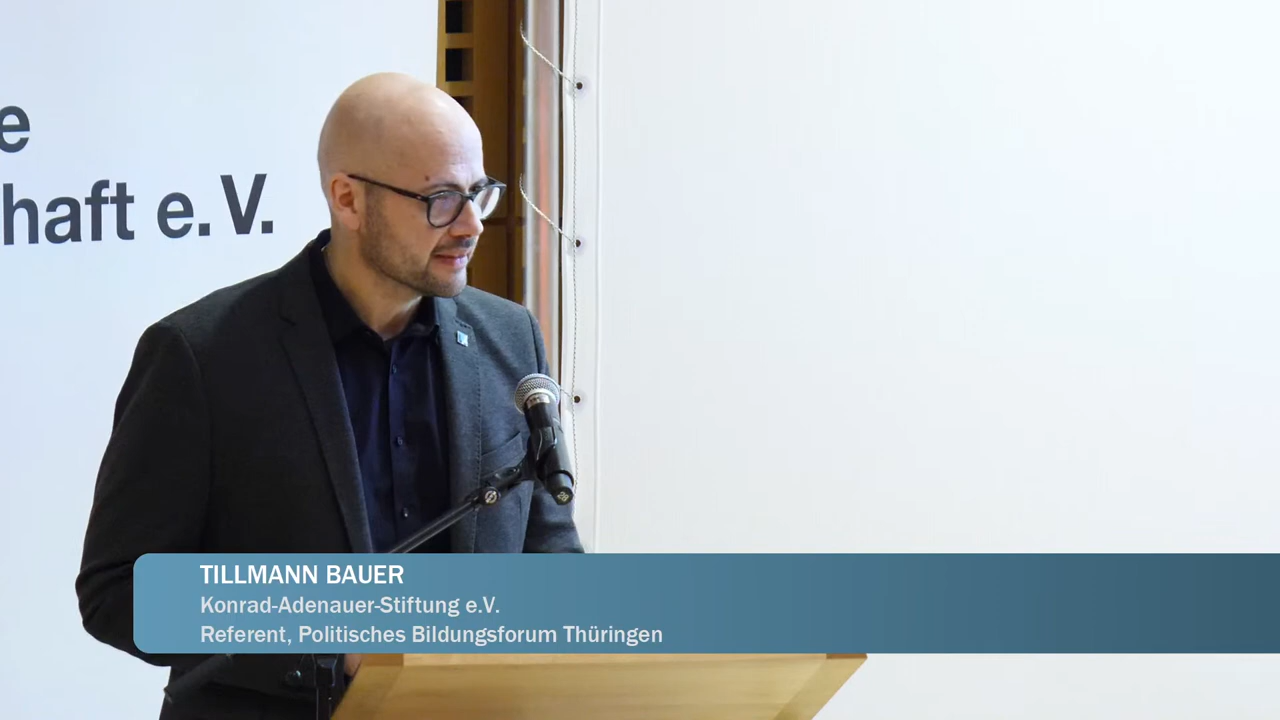 e
haft e.V.
TILLMANN BAUER
Konrad-Adenauer-Stiftung e.V.
Referent, Politisches Bildungsforum Thüringen